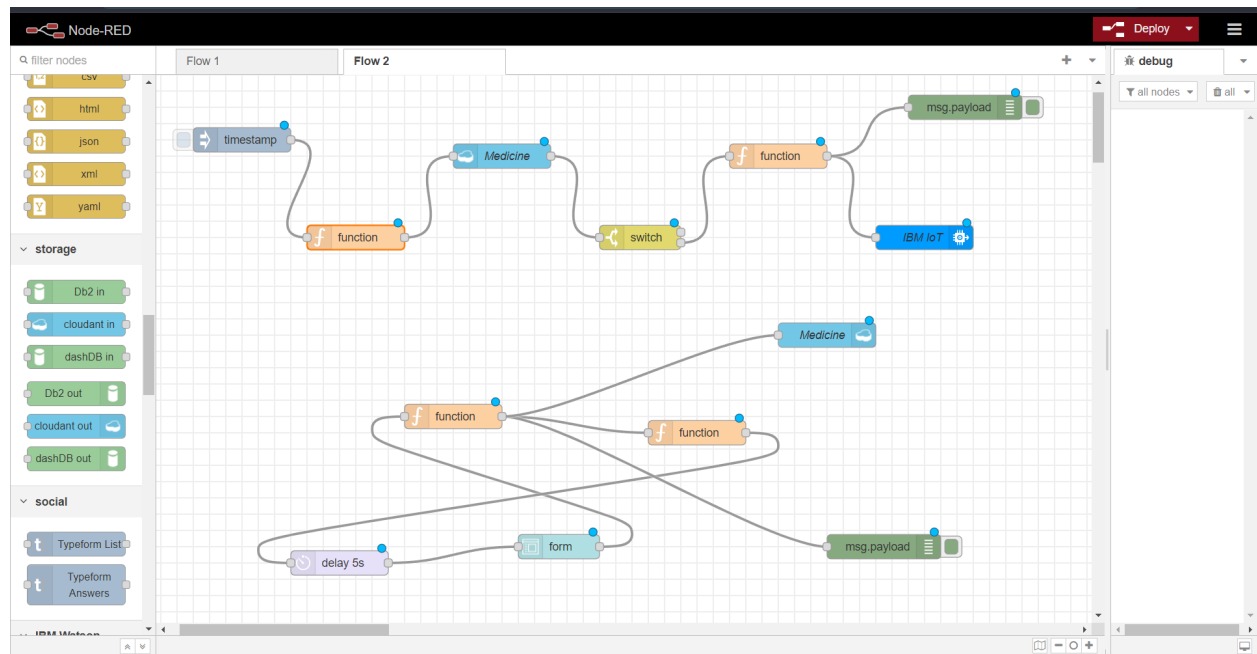 Node-RED
Deploy
filter nodes
Flow 1
Flow 2
debug
all nodes
all
csv
html
json
xml
yaml
storage
Db2 in
cloudant in
dashDB in
Db2 out
cloudant out
dashDB out
social
Typeform List
Typeform
Answers
IBM Watson
timestamp
function
Medicine
switch
function
msg.payload
IBM IoT
Medicine
function
function
delay 5s
form
msg.payload